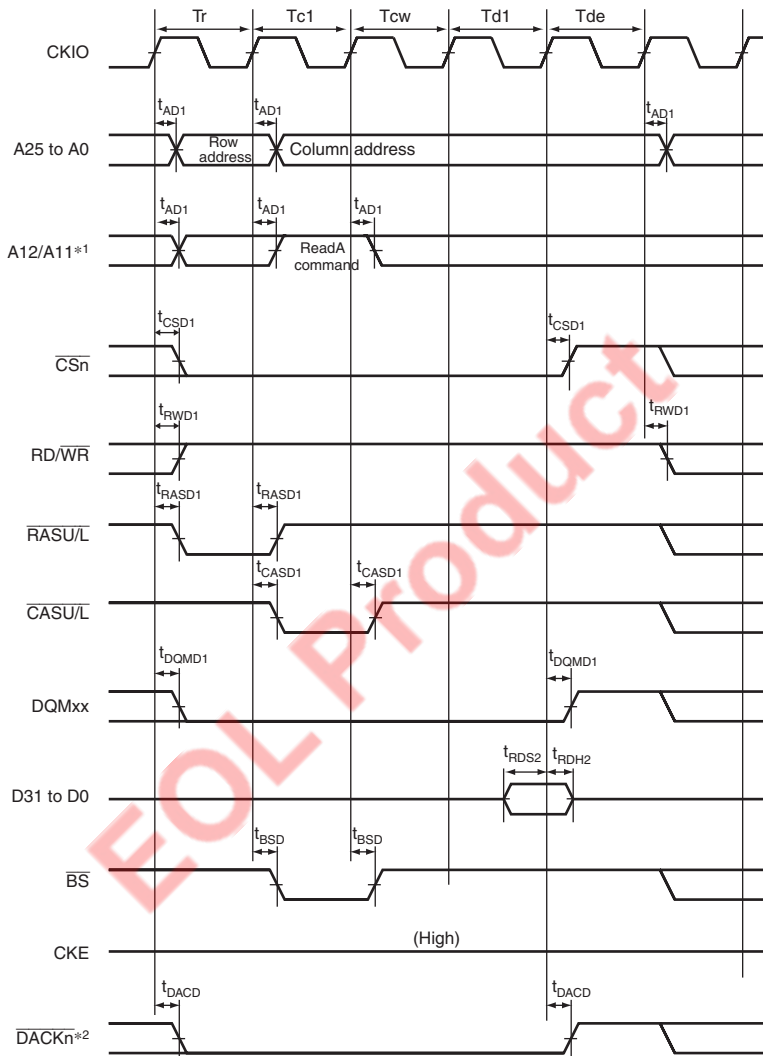 Tr Tc1 Tcw Td1 Tde
CKIO
tAD1 tAD1 tAD1
A25 to A0 Row address Column address
tAD1 tAD1 tAD1
A12/A11*1 ReadA command
tCSD1 tCSD1
CSn
tRWD1 tRWD1
RD/WR
tRASD1 tRASD1
RASU/L
tCASD1 tCASD1
CASU/L
tDQMD1 tDQMD1
DQMxx
tRDS2 tRDH2
D31 to D0
tBSD tBSD
BS
(High)
CKE
tDACD tDACD
DACKn*2
EOL Product